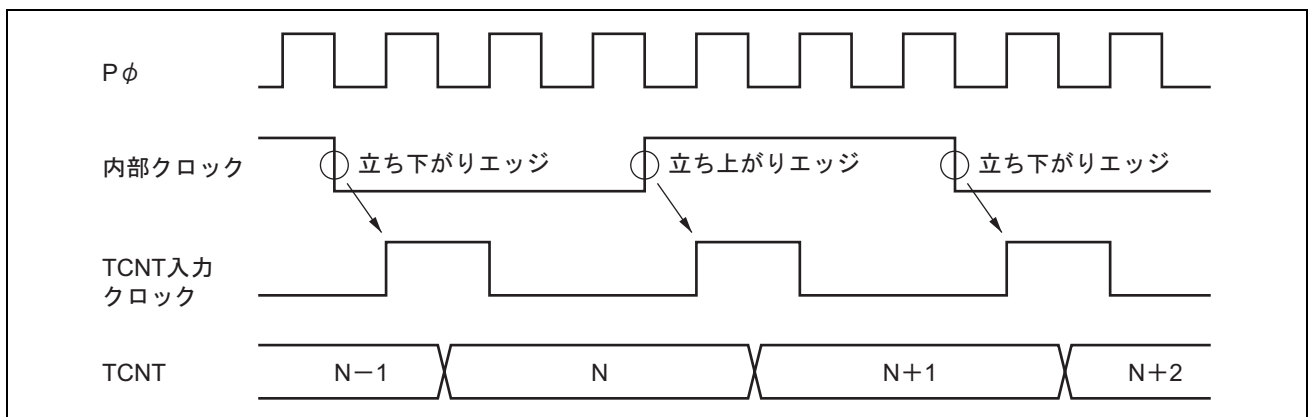 Pφ
内部クロック
立ち下がりエッジ
立ち上がりエッジ
立ち下がりエッジ
TCNT入力
クロック
TCNT
N−1
N
N+1
N+2